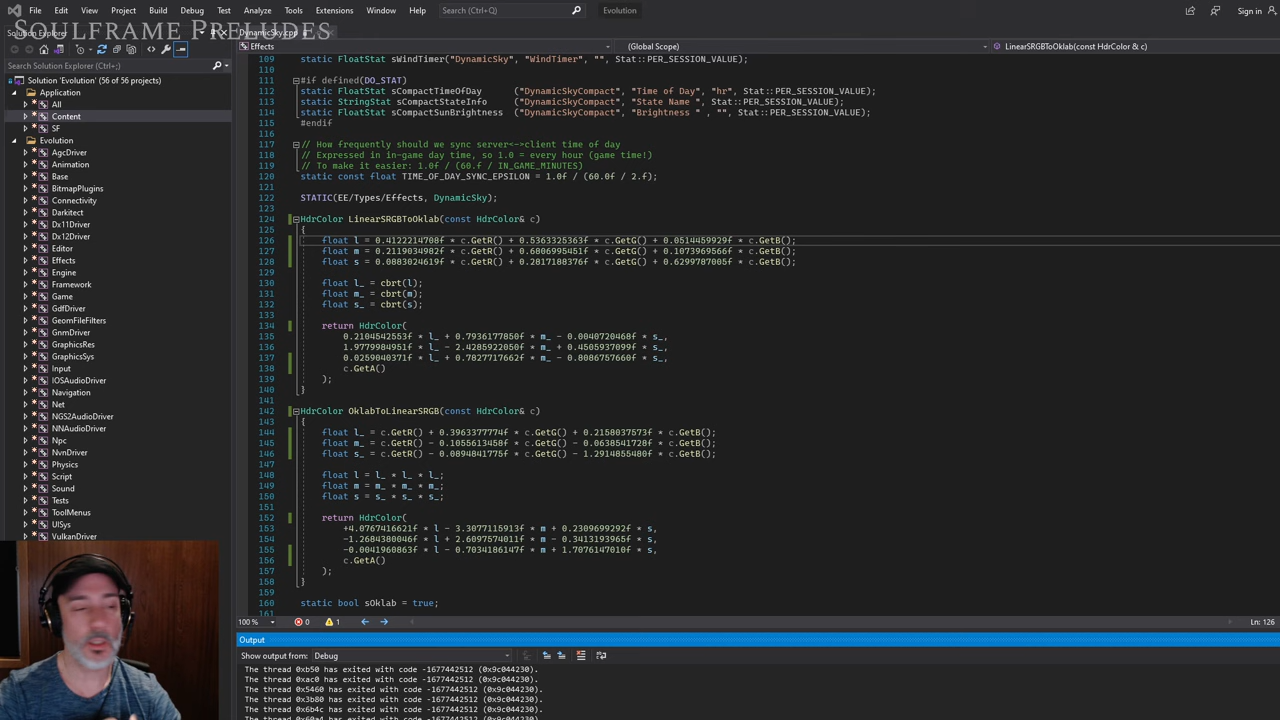 File Edit View Project Build Debug Test Analyze Tools Extensions Window Help Search (Ctrl+Q) Evolution Sign in
Soulframe Preludes
Solution Explorer
DynamicSky.cpp
Effects (Global Scope) LinearSRGBToOklab(const HdrColor & c)
Search Solution Explorer (Ctrl+;)
Solution 'Evolution' (56 of 56 projects)
Application
All
Content
SF
Evolution
AgcDriver
Animation
Base
BitmapPlugins
Connectivity
Darkitect
Dx11Driver
Dx12Driver
Editor
Effects
Engine
Framework
Game
GdfDriver
GeomFileFilters
GnmDriver
GraphicsRes
GraphicsSys
Input
IOSAudioDriver
Navigation
Net
NGS2AudioDriver
NNAudioDriver
Npc
NvnDriver
Physics
Script
Sound
Tests
ToolMenus
UISys
VulkanDriver
109 static FloatStat sWindTimer("DynamicSky", "WindTimer", "", Stat::PER_SESSION_VALUE);
110
111 #if defined(DO_STAT)
112 static FloatStat sCompactTimeOfDay ("DynamicSkyCompact", "Time of Day", "hr", Stat::PER_SESSION_VALUE);
113 static StringStat sCompactStateInfo ("DynamicSkyCompact", "State Name ", Stat::PER_SESSION_VALUE);
114 static FloatStat sCompactSunBrightness ("DynamicSkyCompact", "Brightness " , "", Stat::PER_SESSION_VALUE);
115 #endif
116
117 // How frequently should we sync server<->client time of day
118 // Expressed in in-game day time, so 1.0 = every hour (game time!)
119 // To make it easier: 1.0f / (60.f / IN_GAME_MINUTES)
120 static const float TIME_OF_DAY_SYNC_EPSILON = 1.0f / (60.0f / 2.f);
121
122 STATIC(EE/Types/Effects, DynamicSky);
123
124 HdrColor LinearSRGBToOklab(const HdrColor& c)
125 {
126 float l = 0.4122214708f * c.GetR() + 0.5363325363f * c.GetG() + 0.0514459929f * c.GetB();
127 float m = 0.2119034982f * c.GetR() + 0.6806995451f * c.GetG() + 0.1073969566f * c.GetB();
128 float s = 0.0883024619f * c.GetR() + 0.2817188376f * c.GetG() + 0.6299787005f * c.GetB();
129
130 float l_ = cbrt(l);
131 float m_ = cbrt(m);
132 float s_ = cbrt(s);
133
134 return HdrColor(
135 0.2104542553f * l_ + 0.7936177850f * m_ - 0.0040720468f * s_,
136 1.9779984951f * l_ - 2.4285922050f * m_ + 0.4505937099f * s_,
137 0.0259040371f * l_ + 0.7827717662f * m_ - 0.8086757660f * s_,
138 c.GetA()
139 );
140 }
141
142 HdrColor OklabToLinearSRGB(const HdrColor& c)
143 {
144 float l_ = c.GetR() + 0.3963377774f * c.GetG() + 0.2158037573f * c.GetB();
145 float m_ = c.GetR() - 0.1055613458f * c.GetG() - 0.0638541728f * c.GetB();
146 float s_ = c.GetR() - 0.0894841775f * c.GetG() - 1.2914855480f * c.GetB();
147
148 float l = l_ * l_ * l_;
149 float m = m_ * m_ * m_;
150 float s = s_ * s_ * s_;
151
152 return HdrColor(
153 +4.0767416621f * l - 3.3077115913f * m + 0.2309699292f * s,
154 -1.2684380046f * l + 2.6097574011f * m - 0.3413193965f * s,
155 -0.0041960863f * l - 0.7034186147f * m + 1.7076147010f * s,
156 c.GetA()
157 );
158 }
159
160 static bool sOklab = true;
161
100 % 0 1 Ln: 126
Output
Show output from: Debug
The thread 0xb50 has exited with code -1677442512 (0x9c044230).
The thread 0xac0 has exited with code -1677442512 (0x9c044230).
The thread 0x5460 has exited with code -1677442512 (0x9c044230).
The thread 0x3b80 has exited with code -1677442512 (0x9c044230).
The thread 0x6b4c has exited with code -1677442512 (0x9c044230).
The thread 0x60a4 has exited with code -1677442512 (0x9c044230).